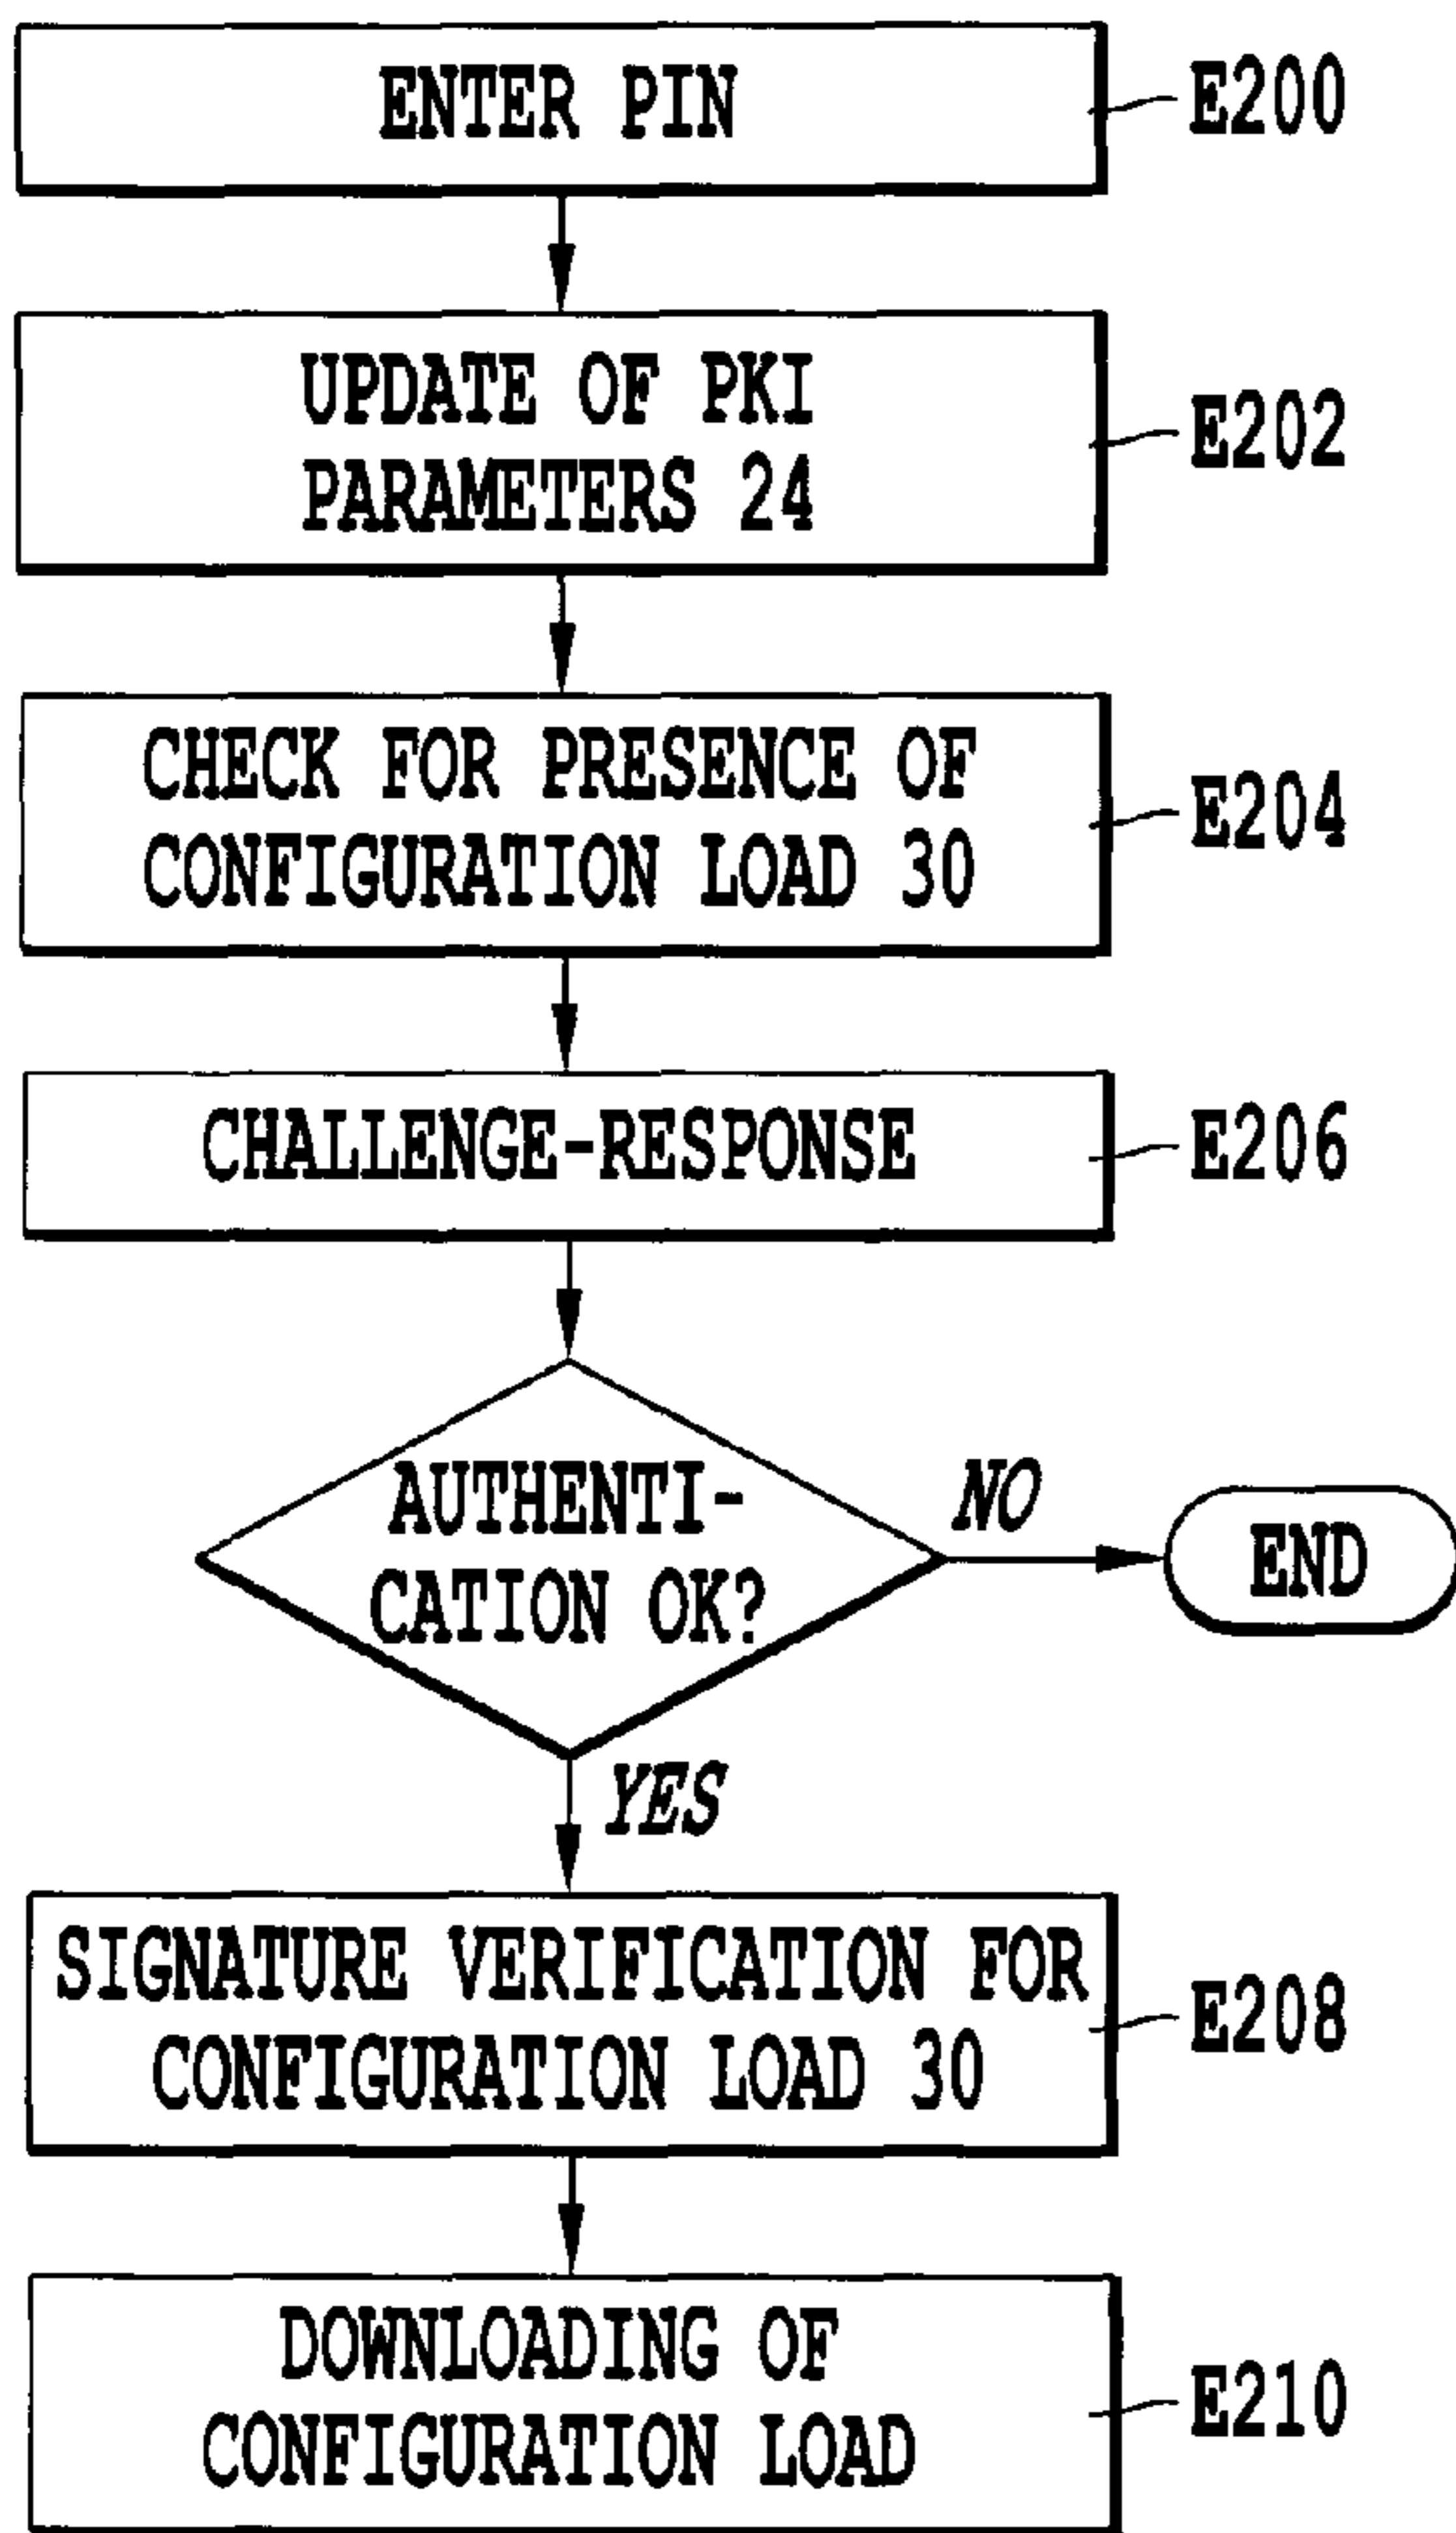 ENTER PIN
E200
UPDATE OF PKI
PARAMETERS 24
E202
CHECK FOR PRESENCE OF
CONFIGURATION LOAD 30
E204
CHALLENGE-RESPONSE
E206
AUTHENTI-
CATION OK?
NO
END
YES
SIGNATURE VERIFICATION FOR
CONFIGURATION LOAD 30
E208
DOWNLOADING OF
CONFIGURATION LOAD
E210